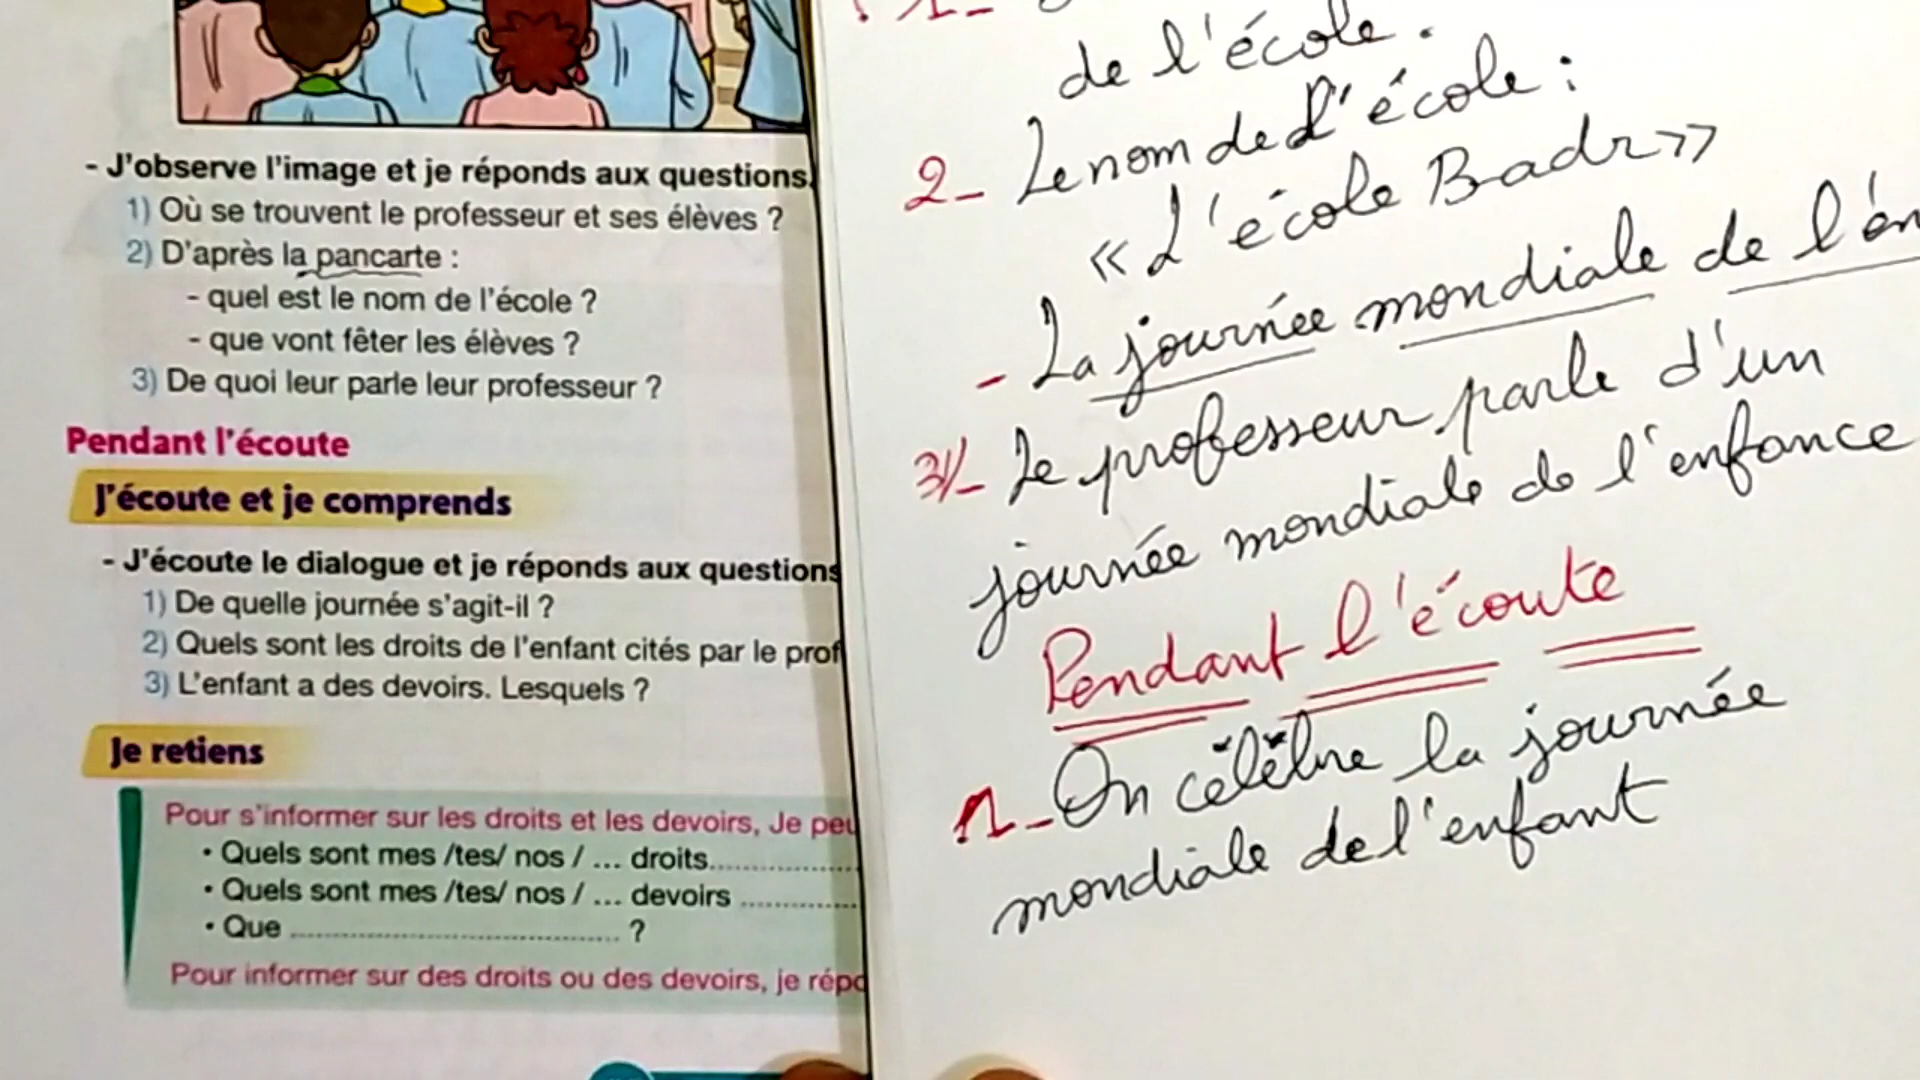 - J'observe l'image et je réponds aux questions.
1) Où se trouvent le professeur et ses élèves ?
2) D'après la pancarte :
- quel est le nom de l'école ?
- que vont fêter les élèves ?
3) De quoi leur parle leur professeur ?
Pendant l'écoute
J'écoute et je comprends
- J'écoute le dialogue et je réponds aux questions
1) De quelle journée s'agit-il ?
2) Quels sont les droits de l'enfant cités par le prof
3) L'enfant a des devoirs. Lesquels ?
Je retiens
Pour s'informer sur les droits et les devoirs, Je peu
• Quels sont mes /tes/ nos / ... droits..................
• Quels sont mes /tes/ nos / ... devoirs ..............
• Que ........................................ ?
Pour informer sur des droits ou des devoirs, je répo
1-
de l'école.
2- Le nom de l'école :
« L'école Badr »
- La journée mondiale de l'en
3/- Le professeur parle d'un
journée mondiale de l'enfance
Pendant l'écoute
1- On célèbre la journée
mondiale de l'enfant